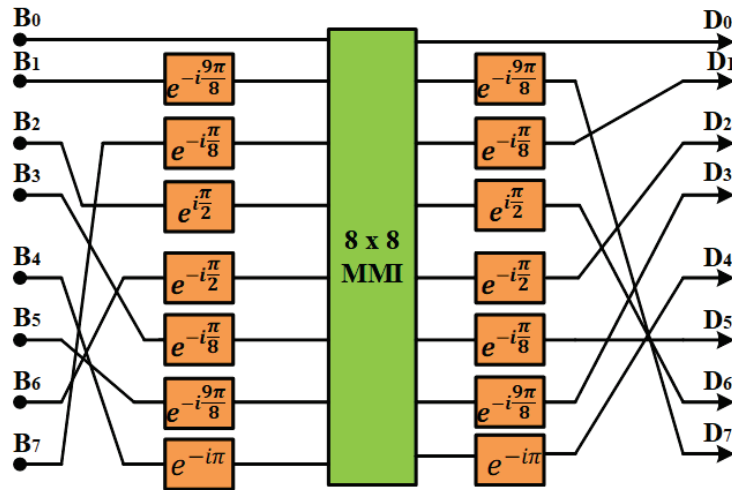 B₀ D₀
B₁ e^{-i9π/8} e^{-i9π/8} D₁
B₂ e^{-iπ/8} e^{-iπ/8} D₂
B₃ e^{iπ/2} e^{iπ/2} D₃
8 x 8
MMI
B₄ e^{-iπ/2} e^{-iπ/2} D₄
B₅ e^{-iπ/8} e^{-iπ/8} D₅
B₆ e^{-i9π/8} e^{-i9π/8} D₆
B₇ e^{-iπ} e^{-iπ} D₇